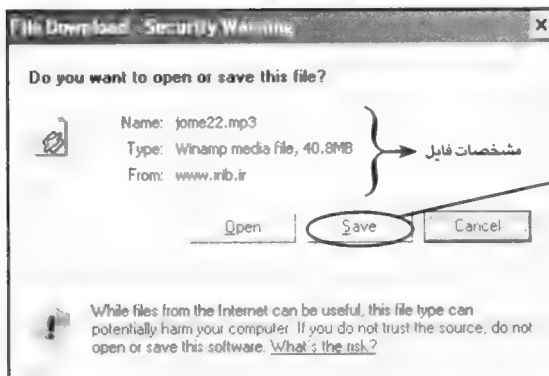 File Download - Security Warning
Do you want to open or save this file?
Name: jome22.mp3
Type: Winamp media file, 40.8MB
From: www.irib.ir
مشخصات فایل
Open Save Cancel
While files from the Internet can be useful, this file type can
potentially harm your computer. If you do not trust the source, do not
open or save this software. What's the risk?